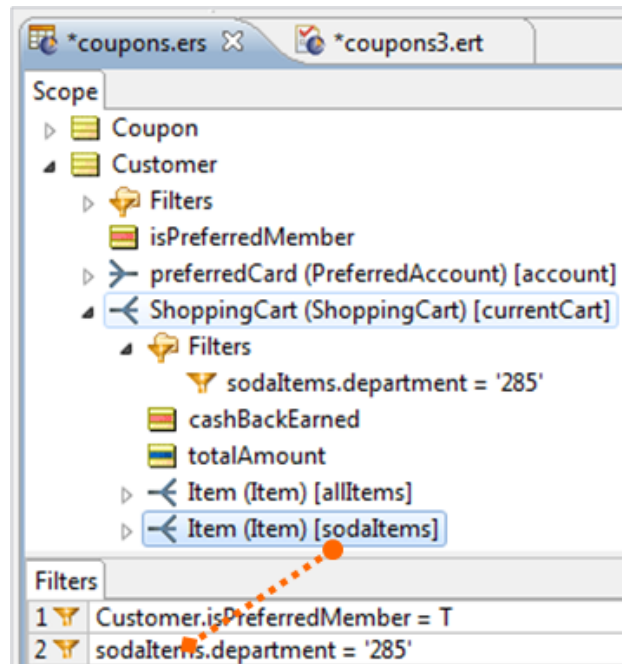 *coupons.ers *coupons3.ert
Scope
Coupon
Customer
Filters
isPreferredMember
preferredCard (PreferredAccount) [account]
ShoppingCart (ShoppingCart) [currentCart]
Filters
sodaItems.department = '285'
cashBackEarned
totalAmount
Item (Item) [allItems]
Item (Item) [sodaItems]
Filters
1 Customer.isPreferredMember = T
2 sodaItems.department = '285'